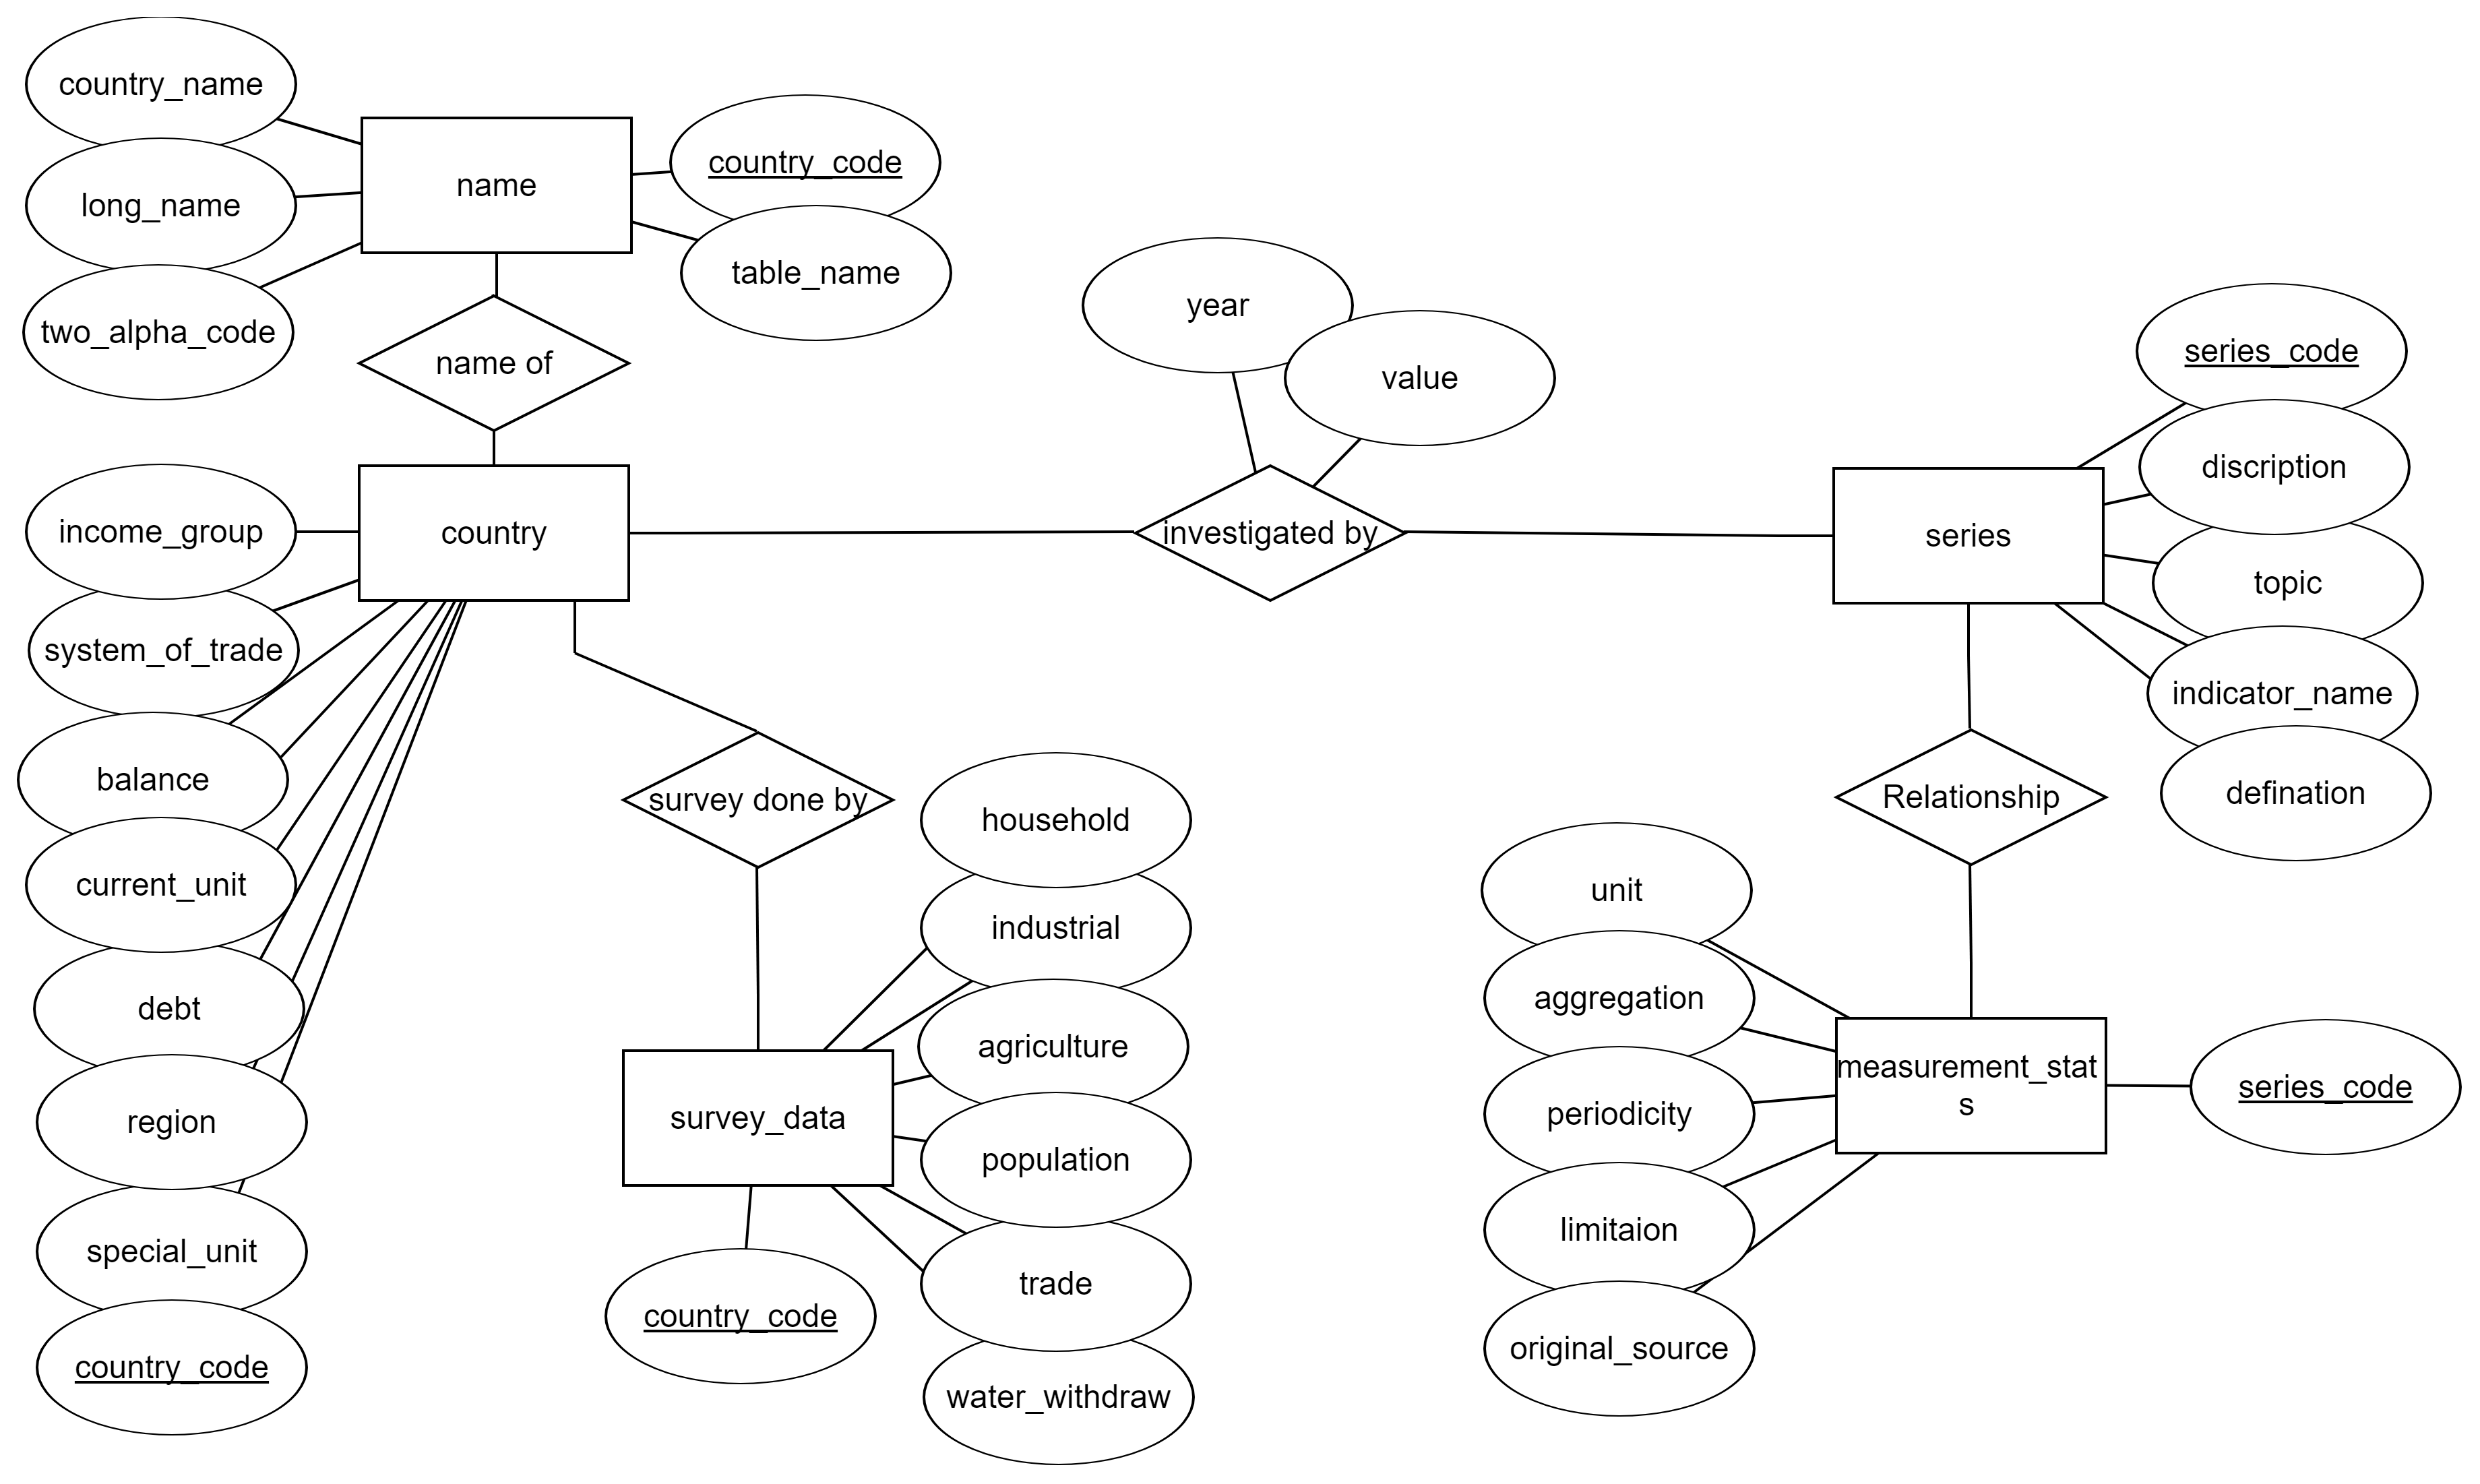 country_name
long_name
two_alpha_code
name
country_code
table_name
name of
year
value
income_group
system_of_trade
balance
current_unit
debt
region
special_unit
country_code
country
investigated by
series
series_code
discription
topic
indicator_name
defination
survey done by
household
industrial
agriculture
population
trade
water_withdraw
survey_data
country_code
Relationship
unit
aggregation
periodicity
limitaion
original_source
measurement_stat
s
series_code